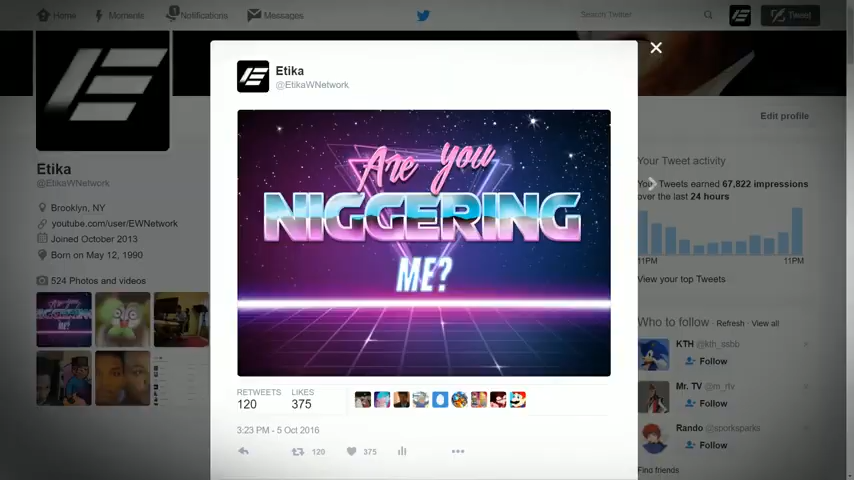 Home Moments 1 Notifications Messages Search Twitter Tweet
Etika
@EtikaWNetwork
Are you
NIGGERING
ME?
RETWEETS LIKES
120 375
3:23 PM - 5 Oct 2016
120 375
Edit profile
Etika
@EtikaWNetwork
Brooklyn, NY
youtube.com/user/EWNetwork
Joined October 2013
Born on May 12, 1990
524 Photos and videos
Your Tweet activity
Your Tweets earned 67,822 impressions
over the last 24 hours
11PM 11PM
View your top Tweets
Who to follow · Refresh · View all
KTH @kth_ssbb
Follow
Mr. TV @m_rtv
Follow
Rando @sporksparks
Follow
Find friends